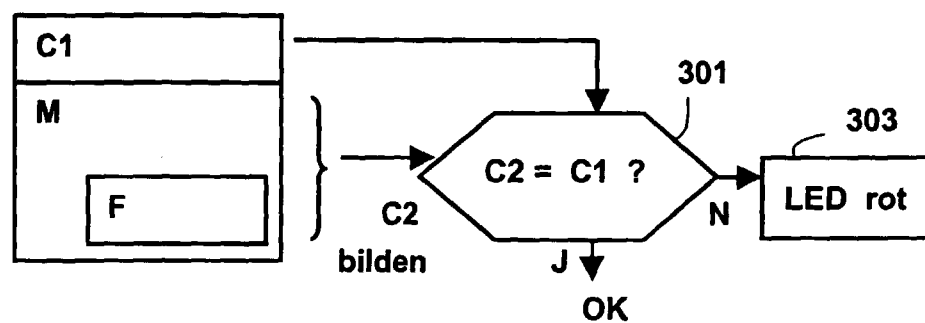 C1
M
F
C2
bilden
C2 = C1 ?
301
N
303
LED rot
J
OK